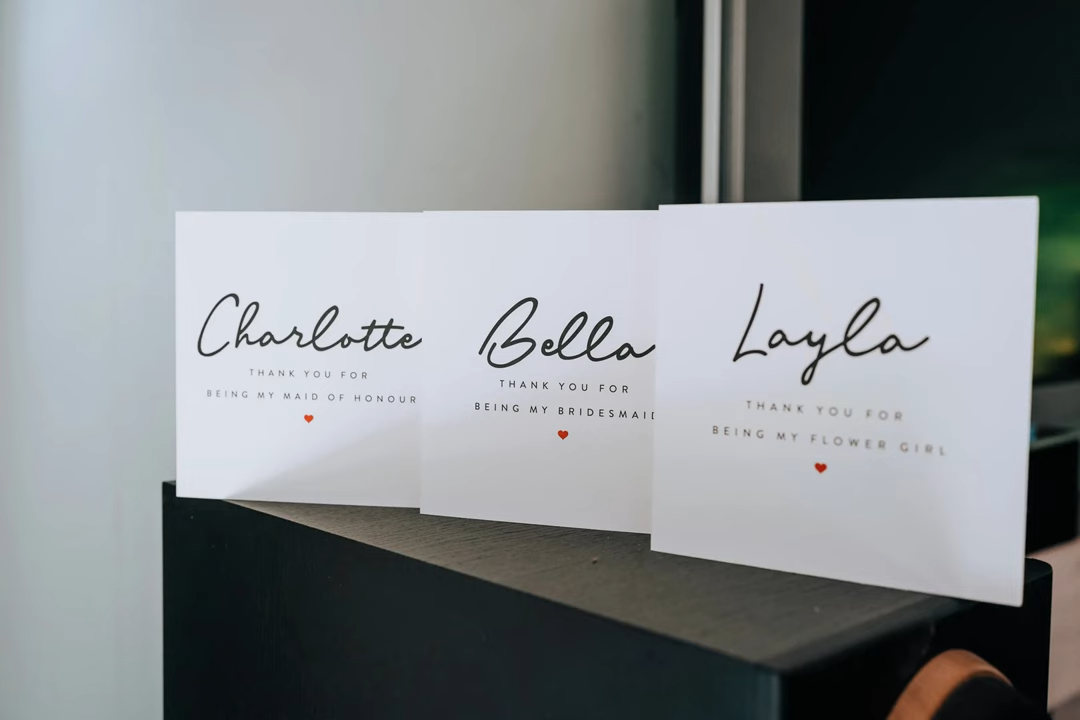 Charlotte
THANK YOU FOR
BEING MY MAID OF HONOUR
Bella
THANK YOU FOR
BEING MY BRIDESMAID
Layla
THANK YOU FOR
BEING MY FLOWER GIRL